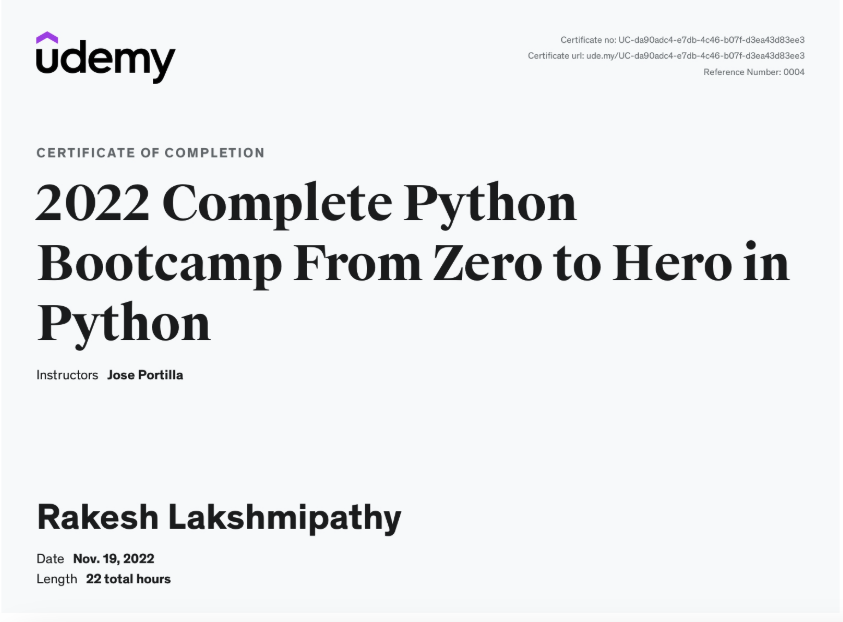 udemy
Certificate no: UC-da90adc4-e7db-4c46-b07f-d3ea43d83ee3
Certificate url: ude.my/UC-da90adc4-e7db-4c46-b07f-d3ea43d83ee3
Reference Number: 0004
CERTIFICATE OF COMPLETION
2022 Complete Python
Bootcamp From Zero to Hero in
Python
Instructors Jose Portilla
Rakesh Lakshmipathy
Date Nov. 19, 2022
Length 22 total hours